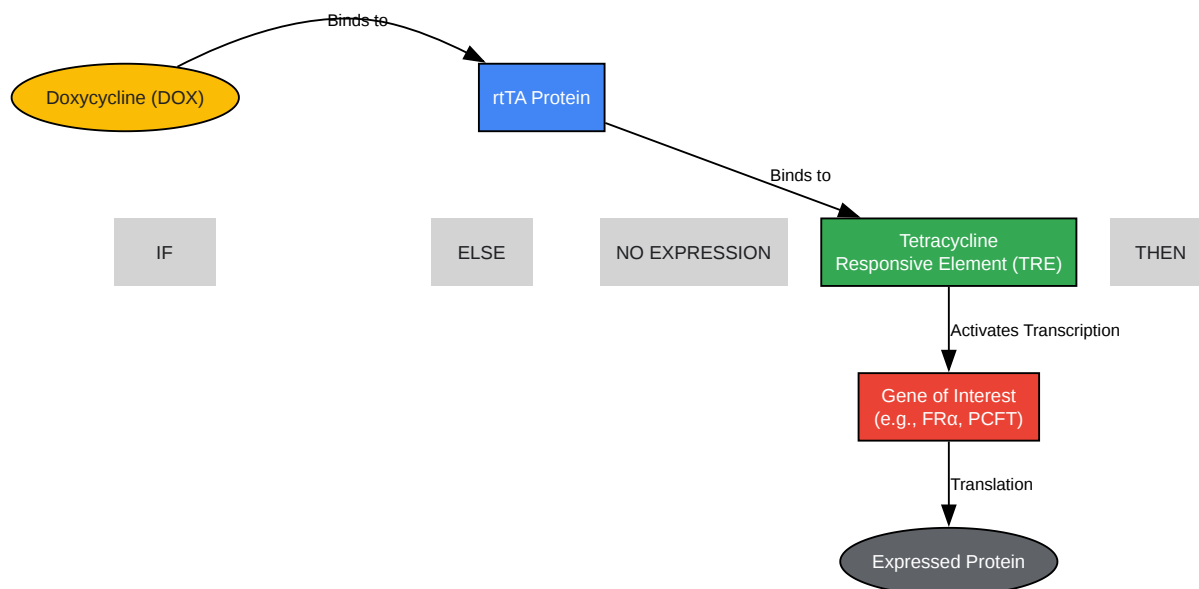 Binds to
Doxycycline (DOX)
rtTA Protein
Binds to
IF
ELSE
NO EXPRESSION
Tetracycline
Responsive Element (TRE)
THEN
Activates Transcription
Gene of Interest
(e.g., FRα, PCFT)
Translation
Expressed Protein